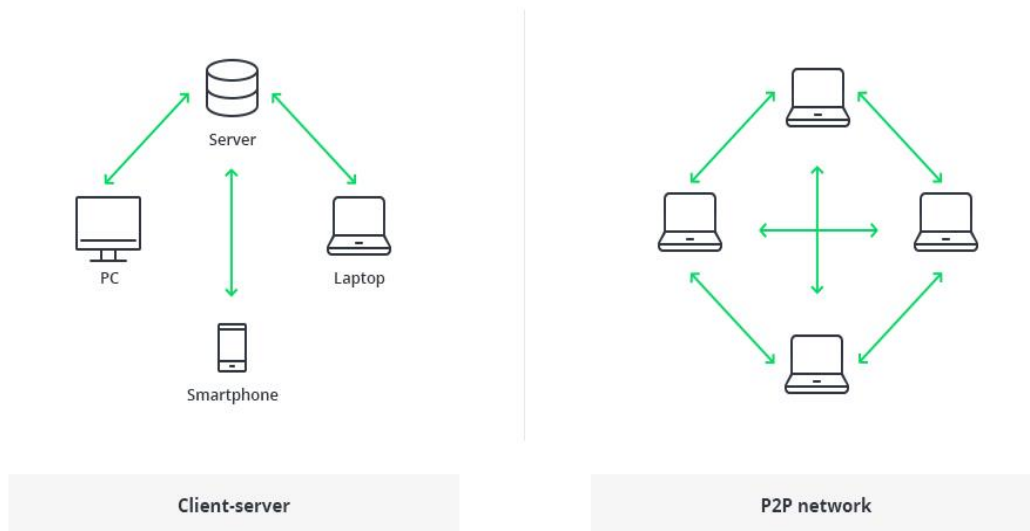 Server
PC
Laptop
Smartphone
Client-server
P2P network